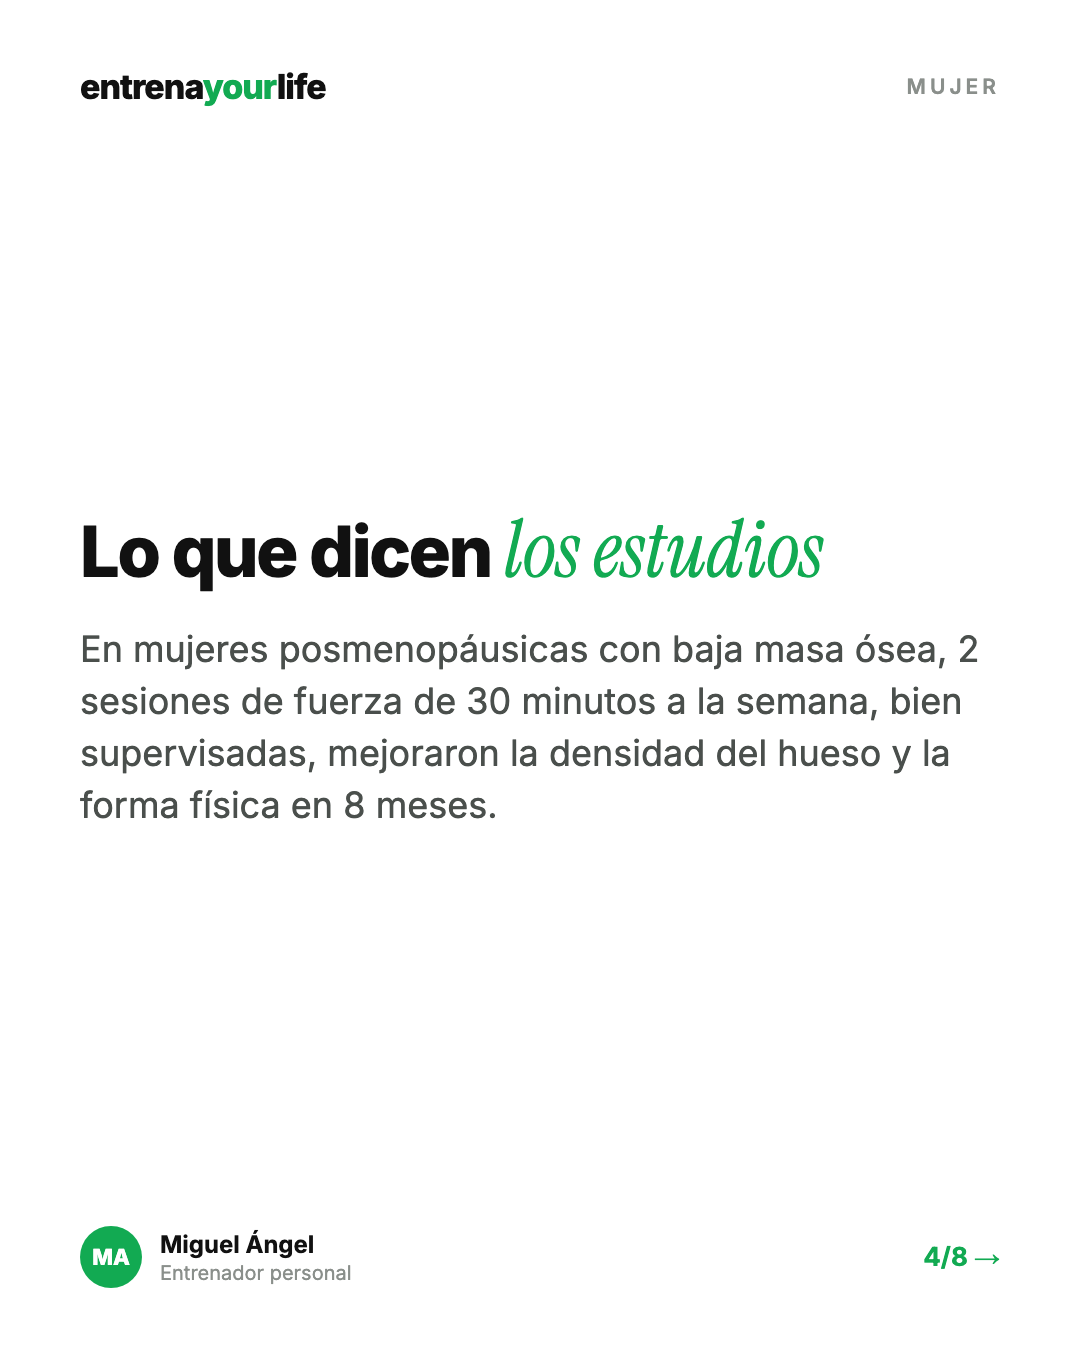 entrenayourlife
MUJER
Lo que dicen los estudios
En mujeres posmenopáusicas con baja masa ósea, 2
sesiones de fuerza de 30 minutos a la semana, bien
supervisadas, mejoraron la densidad del hueso y la
forma física en 8 meses.
MA
Miguel Ángel
Entrenador personal
4/8 →